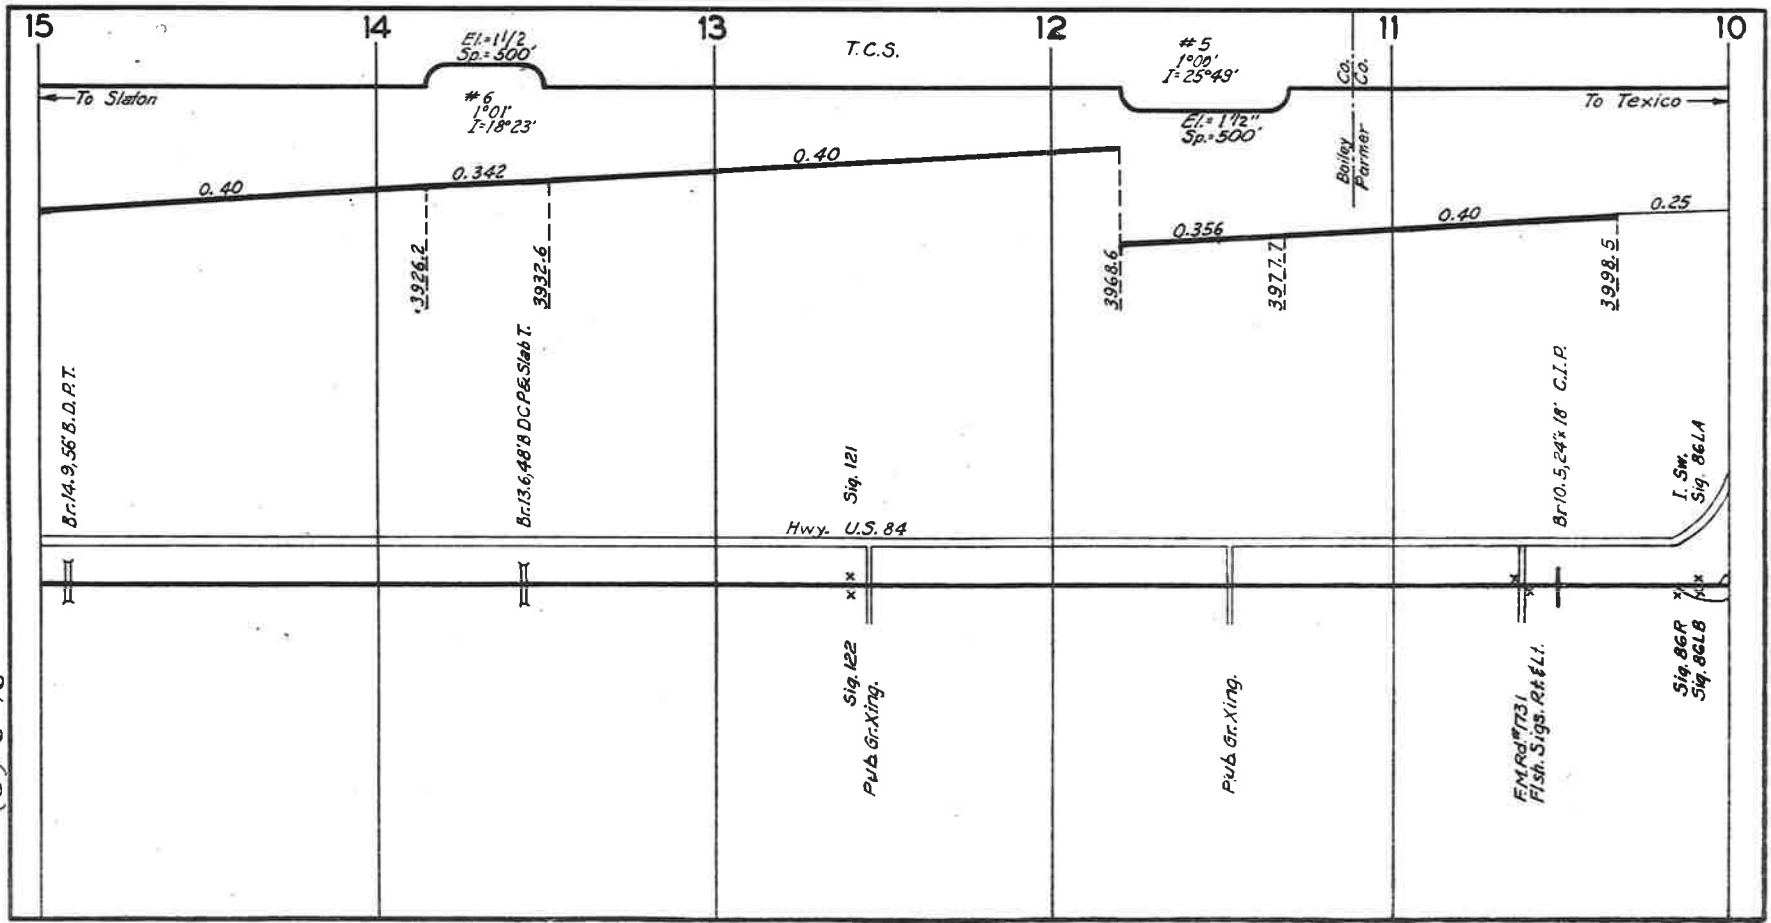 15 14 13 12 11 10
El.=1 1/2
Sp.=500'
T.C.S.
#5
1°00'
I=25°49'
Co. Co.
To Slaton
#6
1°01'
I=18°23'
El.=1 1/2"
Sp.=500'
To Texico
Bailey
Parmer
0.40
0.342
0.40
0.356
0.40
0.25
3926.2
3932.6
3968.6
3977.7
3998.5
Br.14.9,56' B.D.P.T.
Br.13.6,48'B DCP&Slab T.
Sig. 121
Br 10.5,24"x 18' C.I.P.
I. Sw.
Sig. 86LA
Hwy. U.S. 84
Sig. 122
Pub Gr.Xing.
Pub Gr.Xing.
F.M.Rd.#1731
Flsh. Sigs. Rt.&Lt.
Sig. 86R
Sig. 86LB